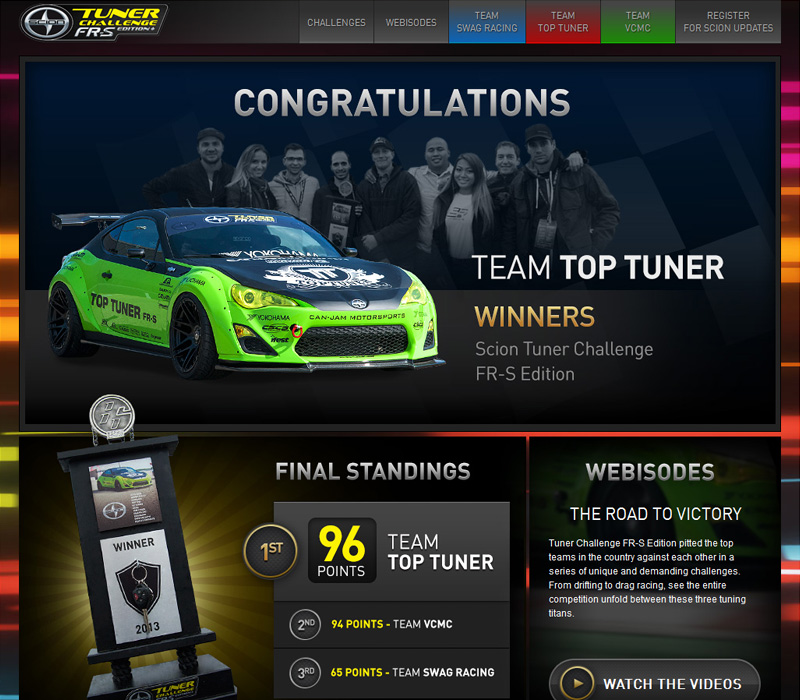 SCION
TUNER
CHALLENGE
FR-S EDITION
CHALLENGES
WEBISODES
TEAM
SWAG RACING
TEAM
TOP TUNER
TEAM
VCMC
REGISTER
FOR SCION UPDATES
CONGRATULATIONS
TUNER
YOKOHAMA
TOP TUNER FR-S
YOKOHAMA
CAN-JAM MOTORSPORTS
TEAM TOP TUNER
WINNERS
Scion Tuner Challenge
FR-S Edition
WINNER
2013
TUNER
CHALLENGE
FINAL STANDINGS
1ST
96
POINTS
TEAM
TOP TUNER
2ND
94 POINTS - TEAM VCMC
3RD
65 POINTS - TEAM SWAG RACING
WEBISODES
THE ROAD TO VICTORY
Tuner Challenge FR-S Edition pitted the top
teams in the country against each other in a
series of unique and demanding challenges.
From drifting to drag racing, see the entire
competition unfold between these three tuning
titans.
WATCH THE VIDEOS